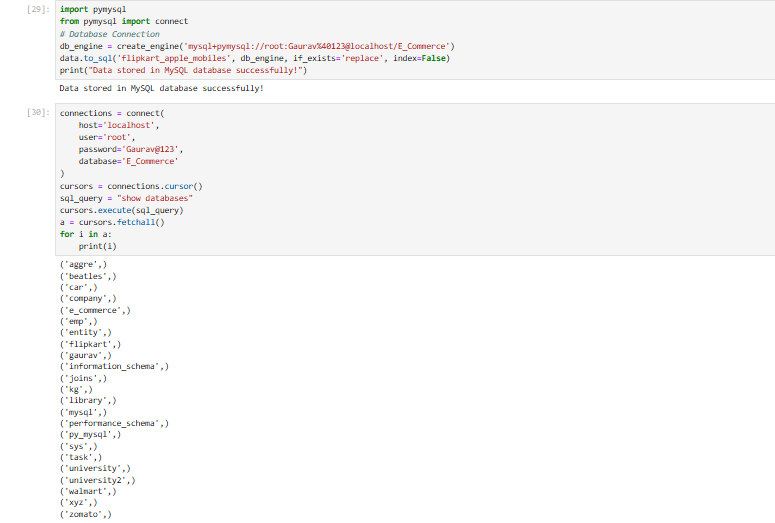 [29]: import pymysql
from pymysql import connect
# Database Connection
db_engine = create_engine('mysql+pymysql://root:Gaurav%40123@localhost/E_Commerce')
data.to_sql('flipkart_apple_mobiles', db_engine, if_exists='replace', index=False)
print("Data stored in MySQL database successfully!")
Data stored in MySQL database successfully!
[30]: connections = connect(
    host='localhost',
    user='root',
    password='Gaurav@123',
    database='E_Commerce'
)
cursors = connections.cursor()
sql_query = "show databases"
cursors.execute(sql_query)
a = cursors.fetchall()
for i in a:
    print(i)
('aggre',)
('beatles',)
('car',)
('company',)
('e_commerce',)
('emp',)
('entity',)
('flipkart',)
('gaurav',)
('information_schema',)
('joins',)
('kg',)
('library',)
('mysql',)
('performance_schema',)
('py_mysql',)
('sys',)
('task',)
('university',)
('university2',)
('walmart',)
('xyz',)
('zomato',)